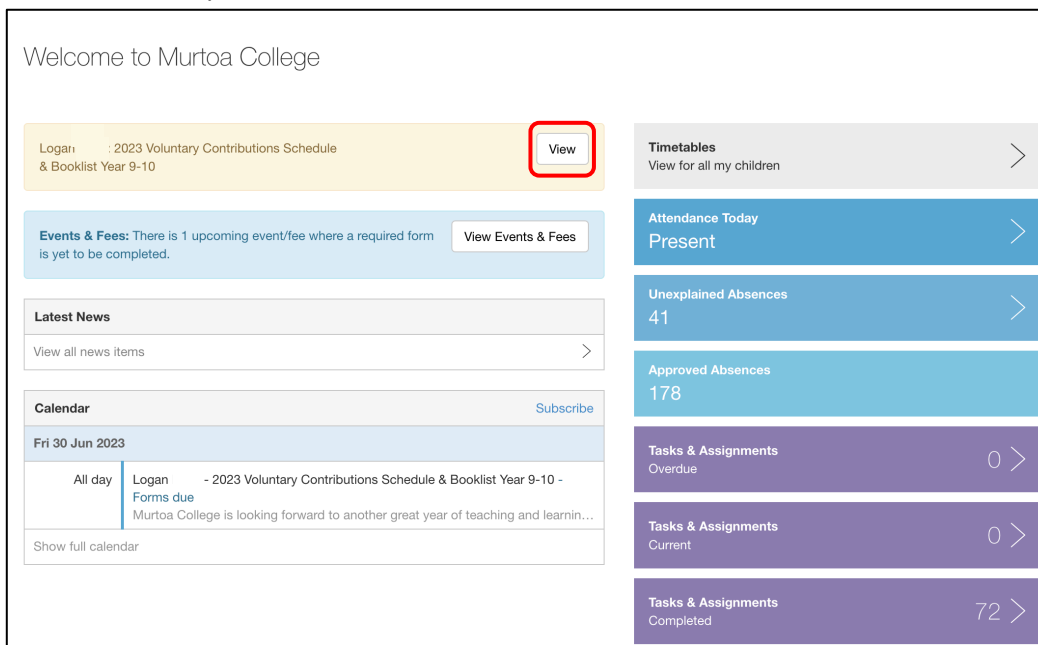 Welcome to Murtoa College
Logan : 2023 Voluntary Contributions Schedule
& Booklist Year 9-10
View
Events & Fees: There is 1 upcoming event/fee where a required form
is yet to be completed.
View Events & Fees
Latest News
View all news items
Calendar
Subscribe
Fri 30 Jun 2023
All day
Logan - 2023 Voluntary Contributions Schedule & Booklist Year 9-10 -
Forms due
Murtoa College is looking forward to another great year of teaching and learnin...
Show full calendar
Timetables
View for all my children
Attendance Today
Present
Unexplained Absences
41
Approved Absences
178
Tasks & Assignments
Overdue
0
Tasks & Assignments
Current
0
Tasks & Assignments
Completed
72